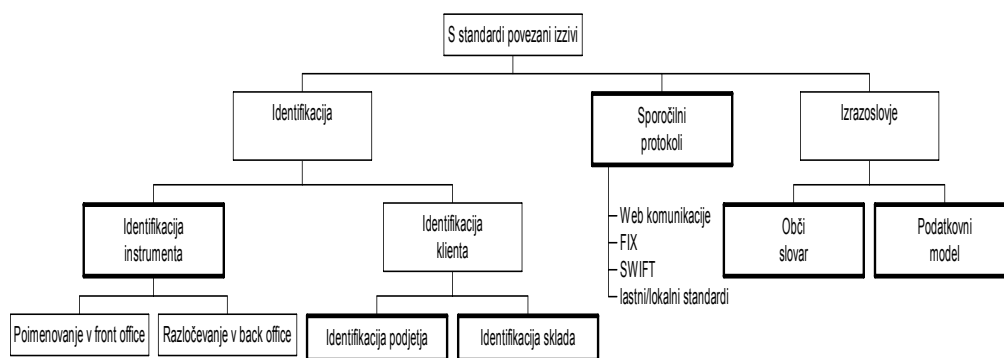 S standardi povezani izzivi
Identifikacija
Sporočilni
protokoli
Izrazoslovje
Identifikacija
instrumenta
Identifikacija
klienta
Web komunikacije
FIX
SWIFT
lastni/lokalni standardi
Obči
slovar
Podatkovni
model
Poimenovanje v front office
Razločevanje v back office
Identifikacija podjetja
Identifikacija sklada